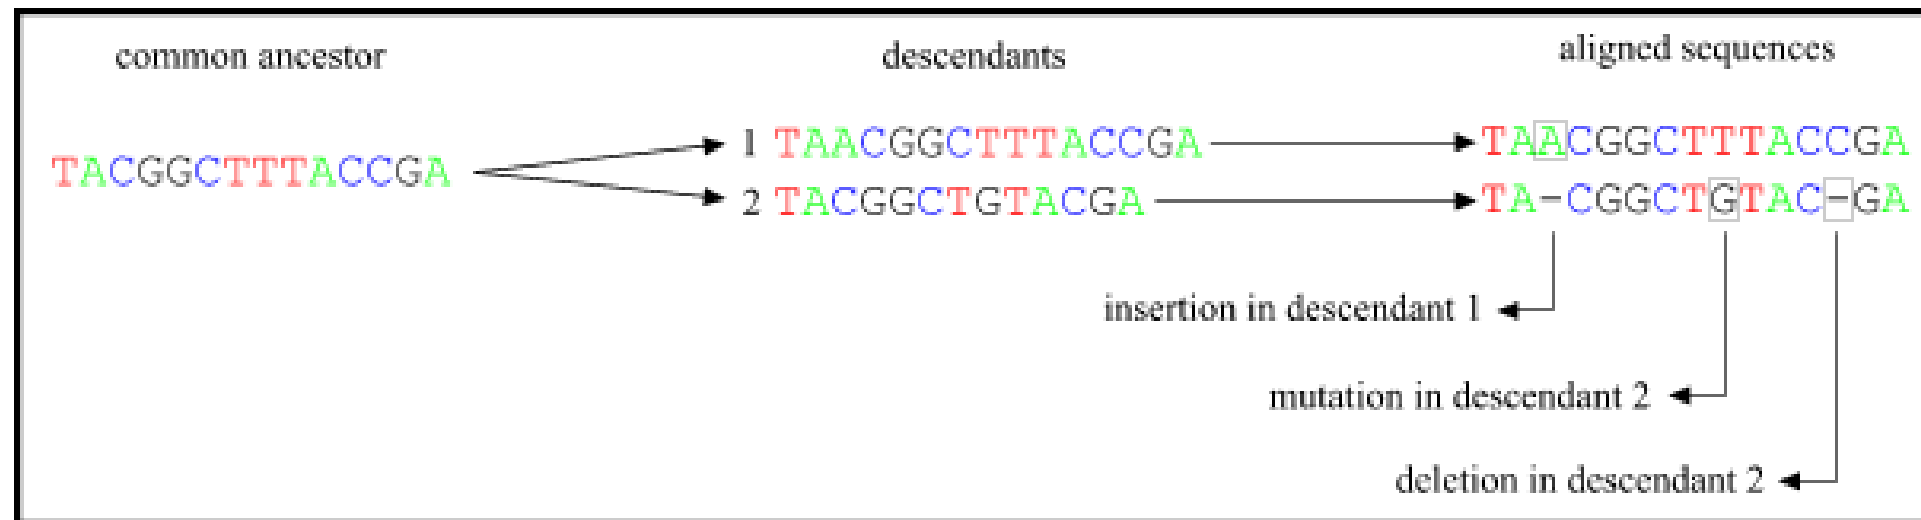 common ancestor
descendants
aligned sequences
TACGGCTTTACCGA
1 TAACGGCTTTACCGA
TAACGGCTTTACCGA
2 TACGGCTGTACGA
TA-CGGCTGTAC-GA
insertion in descendant 1
mutation in descendant 2
deletion in descendant 2